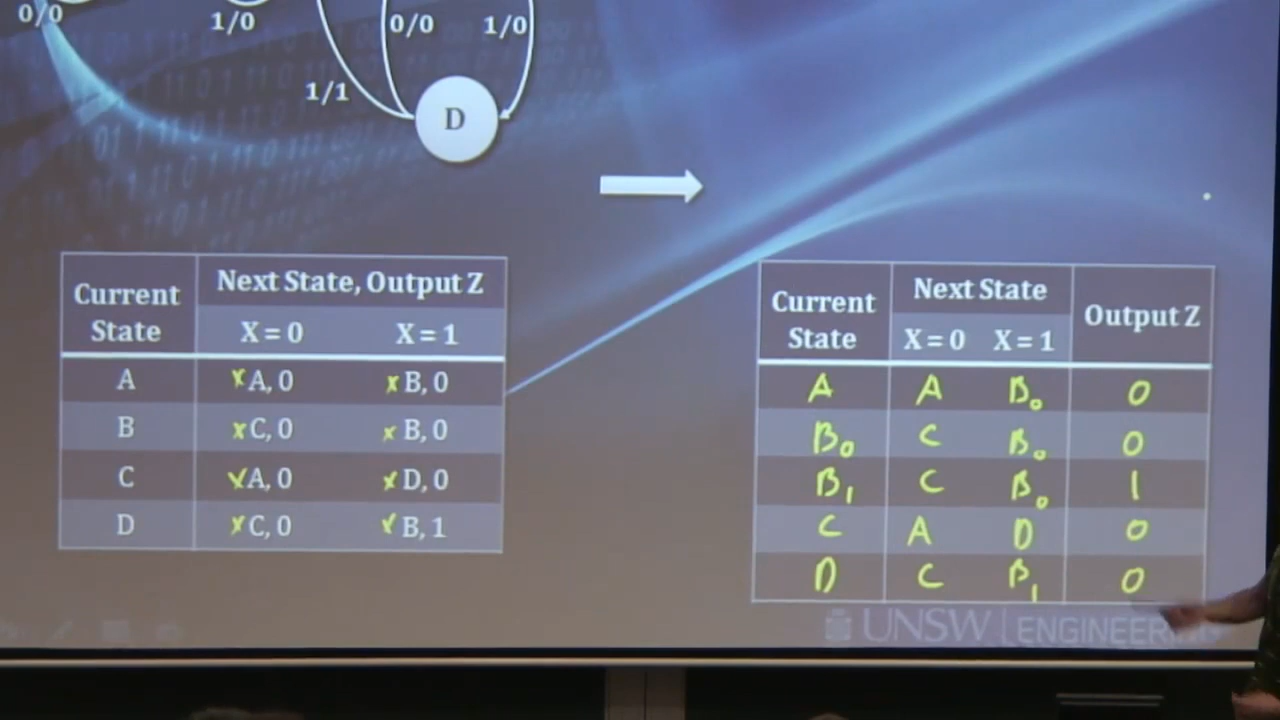 0/0
1/0
0/0
1/0
1/1
D
Current State
Next State, Output Z
X = 0 X = 1
A A, 0 B, 0
B C, 0 B, 0
C A, 0 D, 0
D C, 0 B, 1
Current State
Next State
Output Z
X = 0 X = 1
A A B₀ 0
B₀ C B₀ 0
B₁ C B₀ 1
C A D 0
D C B₁ 0
UNSW ENGINEERING